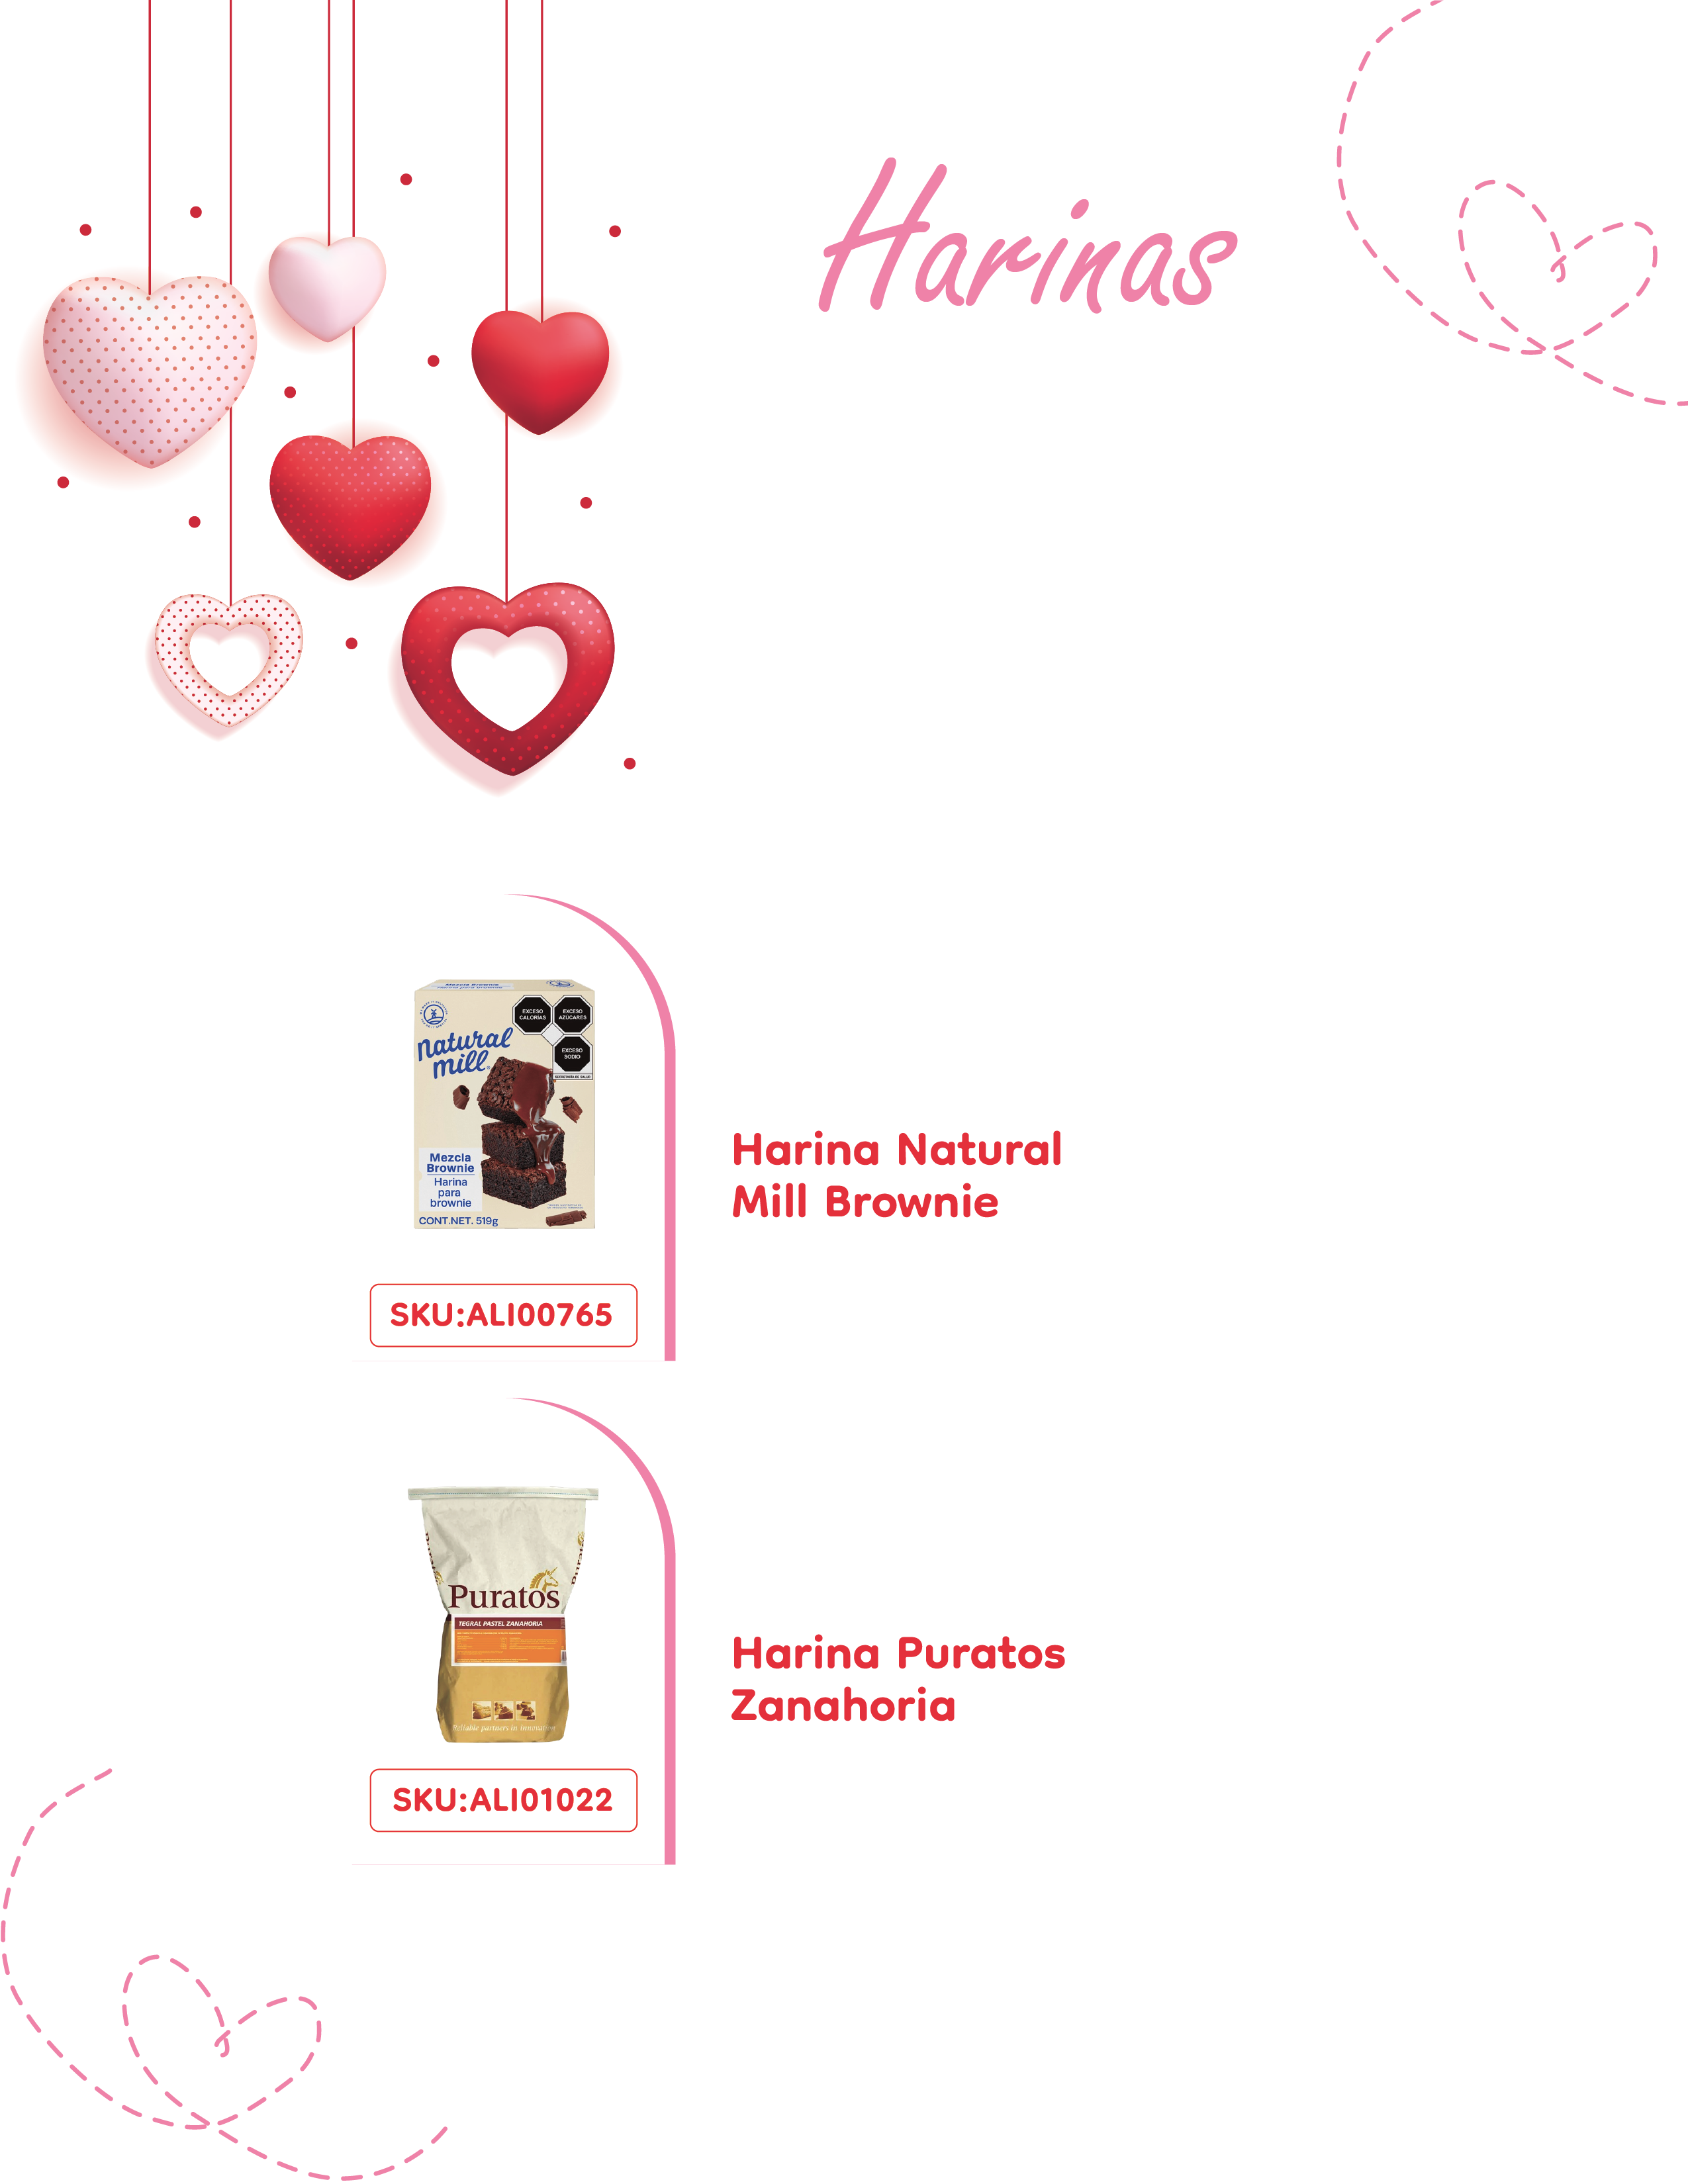 Harinas
Mezcla Brownie
EXCESO
CALORÍAS
EXCESO
AZÚCARES
EXCESO
SODIO
SECRETARÍA DE SALUD
natural
mill
Mezcla
Brownie
Harina
para
brownie
CONT.NET. 519g
Harina Natural
Mill Brownie
SKU:ALI00765
Puratos
TEGRAL PASTEL ZANAHORIA
Reliable partners in innovation
Harina Puratos
Zanahoria
SKU:ALI01022